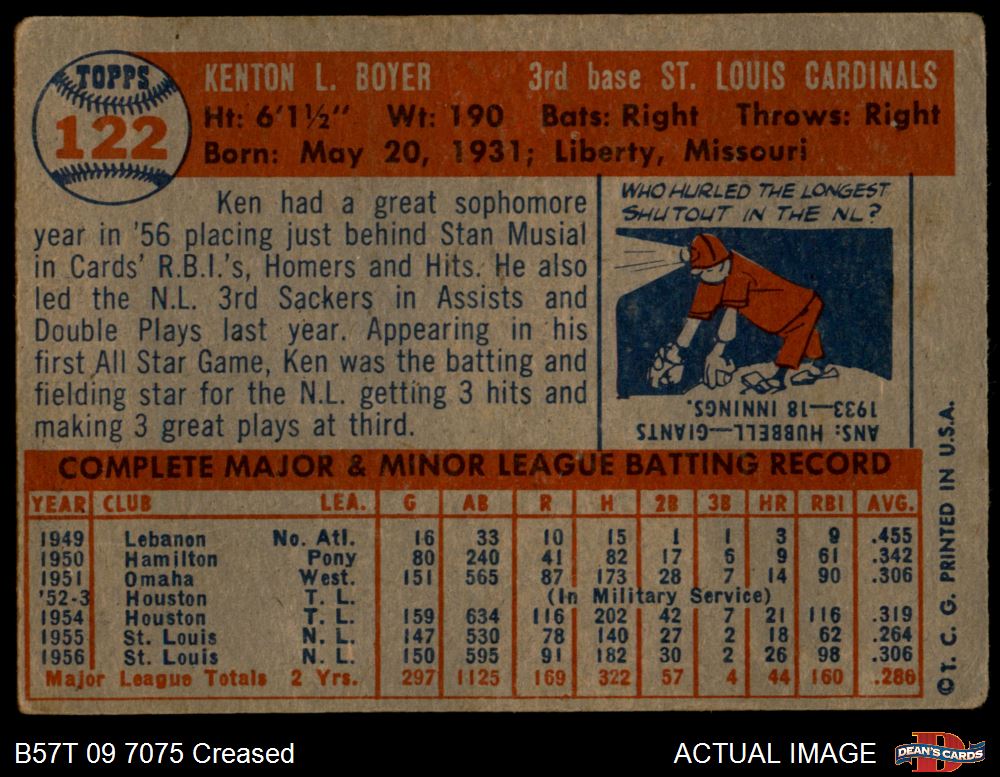 TOPPS
122
KENTON L. BOYER 3rd base ST. LOUIS CARDINALS
Ht: 6'1½" Wt: 190 Bats: Right Throws: Right
Born: May 20, 1931; Liberty, Missouri
Ken had a great sophomore
year in '56 placing just behind Stan Musial
in Cards' R.B.I.'s, Homers and Hits. He also
led the N.L. 3rd Sackers in Assists and
Double Plays last year. Appearing in his
first All Star Game, Ken was the batting and
fielding star for the N.L. getting 3 hits and
making 3 great plays at third.
WHO HURLED THE LONGEST
SHUTOUT IN THE NL?
ANS: HUBBELL—GIANTS
1933—18 INNINGS.
COMPLETE MAJOR & MINOR LEAGUE BATTING RECORD
YEAR CLUB LEA. G AB R H 2B 3B HR RBI AVG.
1949 Lebanon No. Atl. 16 33 10 15 1 1 3 9 .455
1950 Hamilton Pony 80 240 41 82 17 6 9 61 .342
1951 Omaha West. 151 565 87 173 28 7 14 90 .306
'52-3 Houston T. L. (In Military Service)
1954 Houston T. L. 159 634 116 202 42 7 21 116 .319
1955 St. Louis N. L. 147 530 78 140 27 2 18 62 .264
1956 St. Louis N. L. 150 595 91 182 30 2 26 98 .306
Major League Totals 2 Yrs. 297 1125 169 322 57 4 44 160 .286
© T. C. G. PRINTED IN U.S.A.
B57T 09 7075 Creased
ACTUAL IMAGE
DEAN'S CARDS